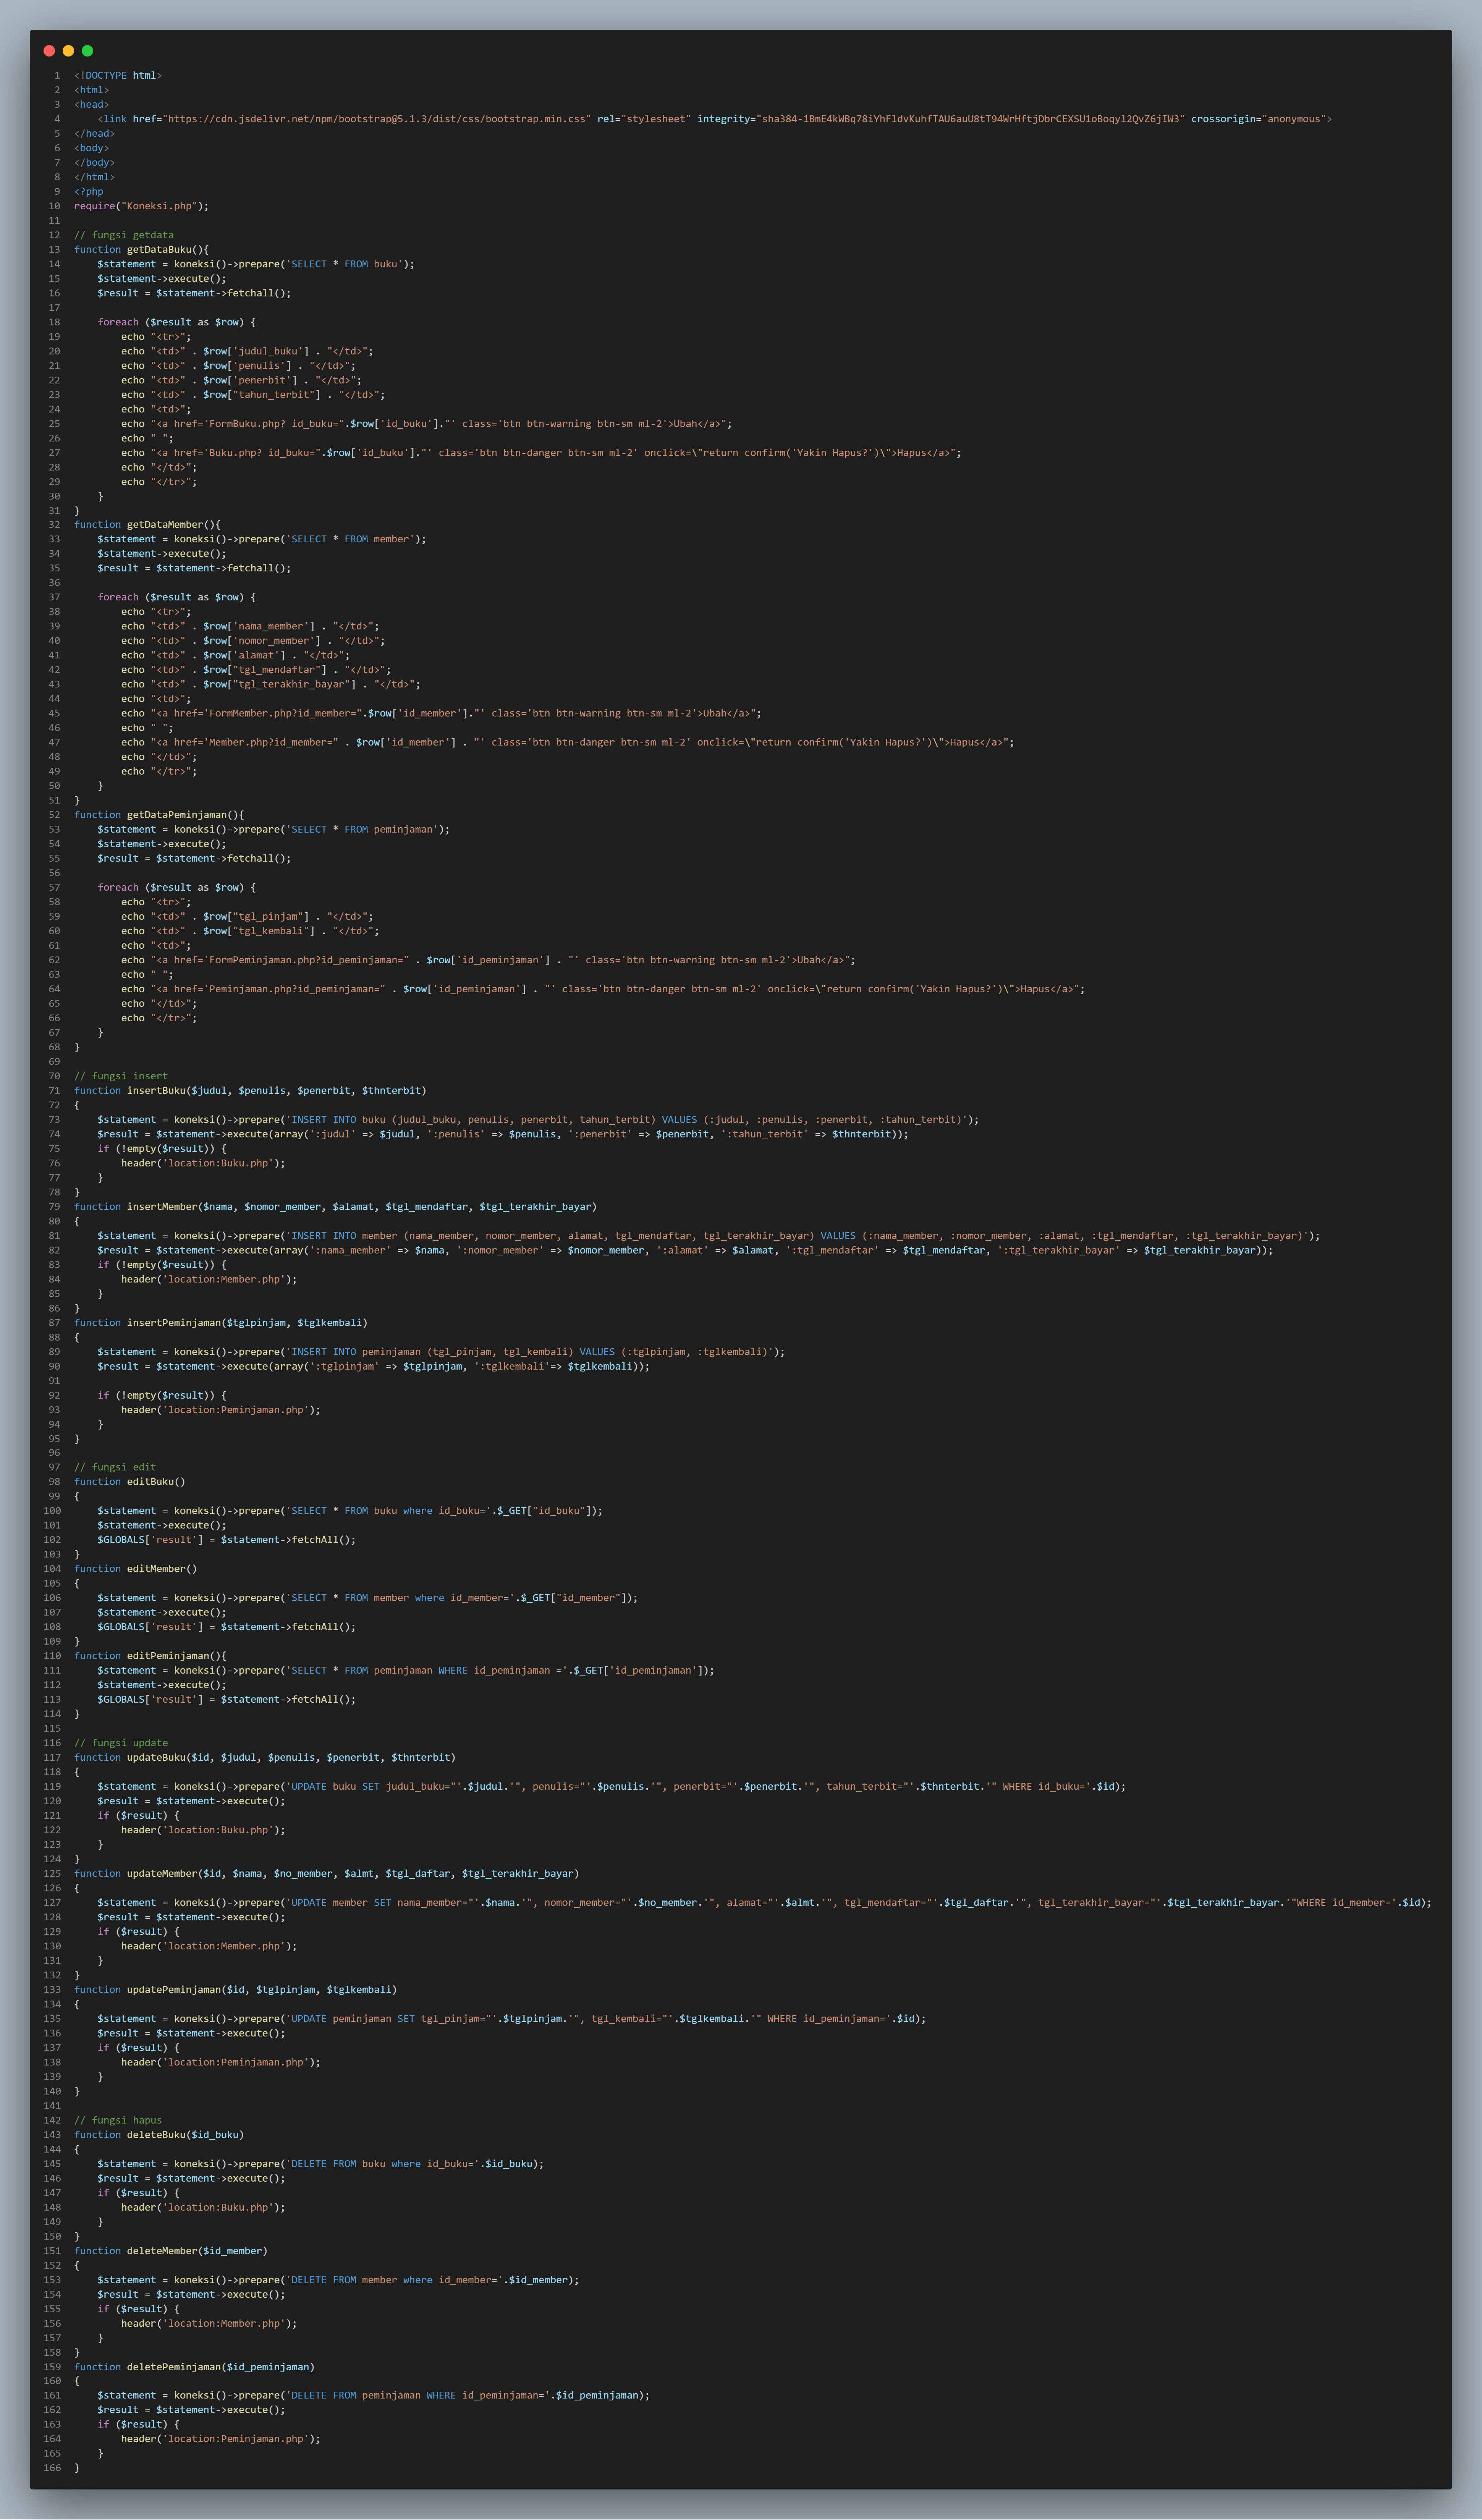 1 <!DOCTYPE html>
2 <html>
3 <head>
4     <link href="https://cdn.jsdelivr.net/npm/bootstrap@5.1.3/dist/css/bootstrap.min.css" rel="stylesheet" integrity="sha384-1BmE4kWBq78iYhFldvKuhfTAU6auU8tT94WrHftjDbrCEXSU1oBoqyl2QvZ6jIW3" crossorigin="anonymous">
5 </head>
6 <body>
7 </body>
8 </html>
9 <?php
10 require("Koneksi.php");
11
12 // fungsi getdata
13 function getDataBuku(){
14     $statement = koneksi()->prepare('SELECT * FROM buku');
15     $statement->execute();
16     $result = $statement->fetchall();
17
18     foreach ($result as $row) {
19         echo "<tr>";
20         echo "<td>" . $row['judul_buku'] . "</td>";
21         echo "<td>" . $row['penulis'] . "</td>";
22         echo "<td>" . $row['penerbit'] . "</td>";
23         echo "<td>" . $row["tahun_terbit"] . "</td>";
24         echo "<td>";
25         echo "<a href='FormBuku.php? id_buku=".$row['id_buku']."' class='btn btn-warning btn-sm ml-2'>Ubah</a>";
26         echo " ";
27         echo "<a href='Buku.php? id_buku=".$row['id_buku']."' class='btn btn-danger btn-sm ml-2' onclick=\"return confirm('Yakin Hapus?')\">Hapus</a>";
28         echo "</td>";
29         echo "</tr>";
30     }
31 }
32 function getDataMember(){
33     $statement = koneksi()->prepare('SELECT * FROM member');
34     $statement->execute();
35     $result = $statement->fetchall();
36
37     foreach ($result as $row) {
38         echo "<tr>";
39         echo "<td>" . $row['nama_member'] . "</td>";
40         echo "<td>" . $row['nomor_member'] . "</td>";
41         echo "<td>" . $row['alamat'] . "</td>";
42         echo "<td>" . $row["tgl_mendaftar"] . "</td>";
43         echo "<td>" . $row["tgl_terakhir_bayar"] . "</td>";
44         echo "<td>";
45         echo "<a href='FormMember.php?id_member=".$row['id_member']."' class='btn btn-warning btn-sm ml-2'>Ubah</a>";
46         echo " ";
47         echo "<a href='Member.php?id_member=" . $row['id_member'] . "' class='btn btn-danger btn-sm ml-2' onclick=\"return confirm('Yakin Hapus?')\">Hapus</a>";
48         echo "</td>";
49         echo "</tr>";
50     }
51 }
52 function getDataPeminjaman(){
53     $statement = koneksi()->prepare('SELECT * FROM peminjaman');
54     $statement->execute();
55     $result = $statement->fetchall();
56
57     foreach ($result as $row) {
58         echo "<tr>";
59         echo "<td>" . $row["tgl_pinjam"] . "</td>";
60         echo "<td>" . $row["tgl_kembali"] . "</td>";
61         echo "<td>";
62         echo "<a href='FormPeminjaman.php?id_peminjaman=" . $row['id_peminjaman'] . "' class='btn btn-warning btn-sm ml-2'>Ubah</a>";
63         echo " ";
64         echo "<a href='Peminjaman.php?id_peminjaman=" . $row['id_peminjaman'] . "' class='btn btn-danger btn-sm ml-2' onclick=\"return confirm('Yakin Hapus?')\">Hapus</a>";
65         echo "</td>";
66         echo "</tr>";
67     }
68 }
69
70 // fungsi insert
71 function insertBuku($judul, $penulis, $penerbit, $thnterbit)
72 {
73     $statement = koneksi()->prepare('INSERT INTO buku (judul_buku, penulis, penerbit, tahun_terbit) VALUES (:judul, :penulis, :penerbit, :tahun_terbit)');
74     $result = $statement->execute(array(':judul' => $judul, ':penulis' => $penulis, ':penerbit' => $penerbit, ':tahun_terbit' => $thnterbit));
75     if (!empty($result)) {
76         header('location:Buku.php');
77     }
78 }
79 function insertMember($nama, $nomor_member, $alamat, $tgl_mendaftar, $tgl_terakhir_bayar)
80 {
81     $statement = koneksi()->prepare('INSERT INTO member (nama_member, nomor_member, alamat, tgl_mendaftar, tgl_terakhir_bayar) VALUES (:nama_member, :nomor_member, :alamat, :tgl_mendaftar, :tgl_terakhir_bayar)');
82     $result = $statement->execute(array(':nama_member' => $nama, ':nomor_member' => $nomor_member, ':alamat' => $alamat, ':tgl_mendaftar' => $tgl_mendaftar, ':tgl_terakhir_bayar' => $tgl_terakhir_bayar));
83     if (!empty($result)) {
84         header('location:Member.php');
85     }
86 }
87 function insertPeminjaman($tglpinjam, $tglkembali)
88 {
89     $statement = koneksi()->prepare('INSERT INTO peminjaman (tgl_pinjam, tgl_kembali) VALUES (:tglpinjam, :tglkembali)');
90     $result = $statement->execute(array(':tglpinjam' => $tglpinjam, ':tglkembali'=> $tglkembali));
91
92     if (!empty($result)) {
93         header('location:Peminjaman.php');
94     }
95 }
96
97 // fungsi edit
98 function editBuku()
99 {
100     $statement = koneksi()->prepare('SELECT * FROM buku where id_buku='.$_GET["id_buku"]);
101     $statement->execute();
102     $GLOBALS['result'] = $statement->fetchAll();
103 }
104 function editMember()
105 {
106     $statement = koneksi()->prepare('SELECT * FROM member where id_member='.$_GET["id_member"]);
107     $statement->execute();
108     $GLOBALS['result'] = $statement->fetchAll();
109 }
110 function editPeminjaman(){
111     $statement = koneksi()->prepare('SELECT * FROM peminjaman WHERE id_peminjaman ='.$_GET['id_peminjaman']);
112     $statement->execute();
113     $GLOBALS['result'] = $statement->fetchAll();
114 }
115
116 // fungsi update
117 function updateBuku($id, $judul, $penulis, $penerbit, $thnterbit)
118 {
119     $statement = koneksi()->prepare('UPDATE buku SET judul_buku="'.$judul.'", penulis="'.$penulis.'", penerbit="'.$penerbit.'", tahun_terbit="'.$thnterbit.'" WHERE id_buku='.$id);
120     $result = $statement->execute();
121     if ($result) {
122         header('location:Buku.php');
123     }
124 }
125 function updateMember($id, $nama, $no_member, $almt, $tgl_daftar, $tgl_terakhir_bayar)
126 {
127     $statement = koneksi()->prepare('UPDATE member SET nama_member="'.$nama.'", nomor_member="'.$no_member.'", alamat="'.$almt.'", tgl_mendaftar="'.$tgl_daftar.'", tgl_terakhir_bayar="'.$tgl_terakhir_bayar.'"WHERE id_member='.$id);
128     $result = $statement->execute();
129     if ($result) {
130         header('location:Member.php');
131     }
132 }
133 function updatePeminjaman($id, $tglpinjam, $tglkembali)
134 {
135     $statement = koneksi()->prepare('UPDATE peminjaman SET tgl_pinjam="'.$tglpinjam.'", tgl_kembali="'.$tglkembali.'" WHERE id_peminjaman='.$id);
136     $result = $statement->execute();
137     if ($result) {
138         header('location:Peminjaman.php');
139     }
140 }
141
142 // fungsi hapus
143 function deleteBuku($id_buku)
144 {
145     $statement = koneksi()->prepare('DELETE FROM buku where id_buku='.$id_buku);
146     $result = $statement->execute();
147     if ($result) {
148         header('location:Buku.php');
149     }
150 }
151 function deleteMember($id_member)
152 {
153     $statement = koneksi()->prepare('DELETE FROM member where id_member='.$id_member);
154     $result = $statement->execute();
155     if ($result) {
156         header('location:Member.php');
157     }
158 }
159 function deletePeminjaman($id_peminjaman)
160 {
161     $statement = koneksi()->prepare('DELETE FROM peminjaman WHERE id_peminjaman='.$id_peminjaman);
162     $result = $statement->execute();
163     if ($result) {
164         header('location:Peminjaman.php');
165     }
166 }